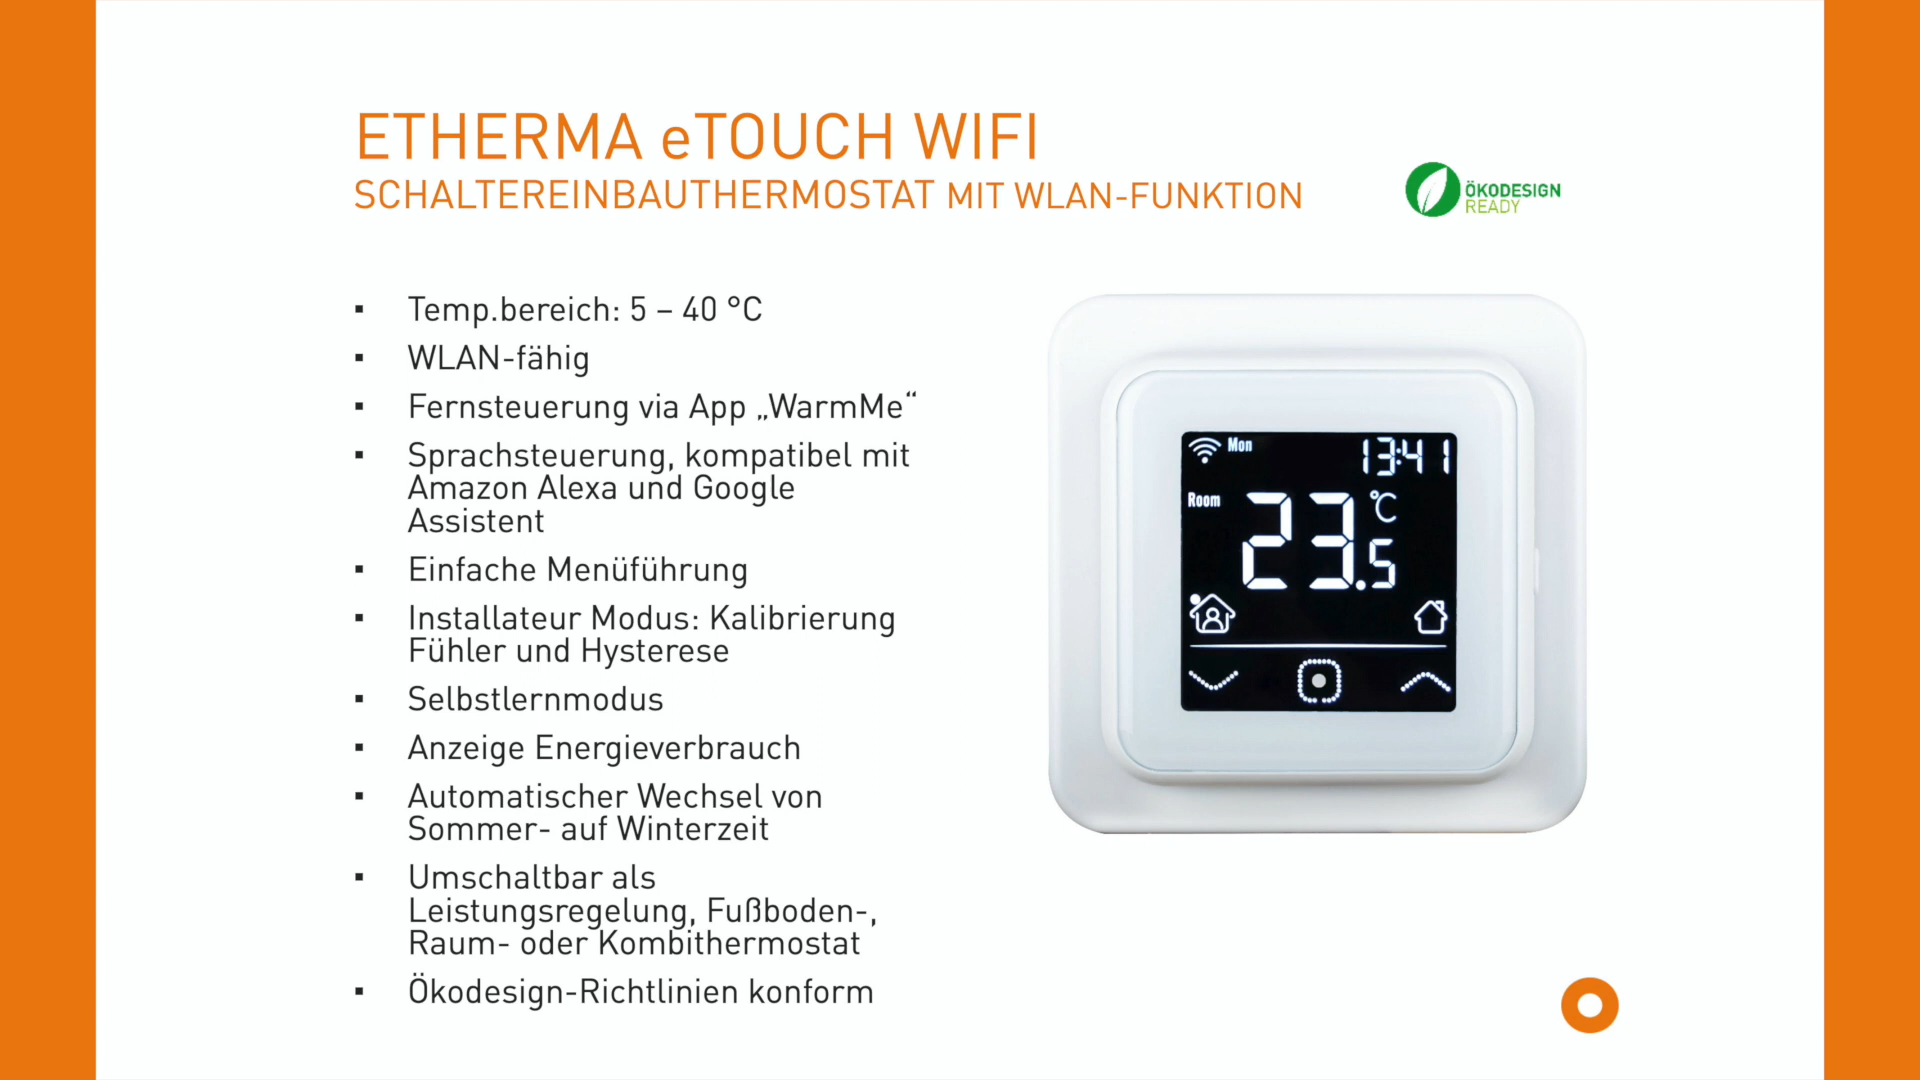 ETHERMA eTOUCH WIFI
SCHALTEREINBAUTHERMOSTAT MIT WLAN-FUNKTION
ÖKODESIGN
READY
▪ Temp.bereich: 5 – 40 °C
▪ WLAN-fähig
▪ Fernsteuerung via App „WarmMe“
▪ Sprachsteuerung, kompatibel mit
Amazon Alexa und Google
Assistent
▪ Einfache Menüführung
▪ Installateur Modus: Kalibrierung
Fühler und Hysterese
▪ Selbstlernmodus
▪ Anzeige Energieverbrauch
▪ Automatischer Wechsel von
Sommer- auf Winterzeit
▪ Umschaltbar als
Leistungsregelung, Fußboden-,
Raum- oder Kombithermostat
▪ Ökodesign-Richtlinien konform
Mon 13:41
Room 23.5 °C